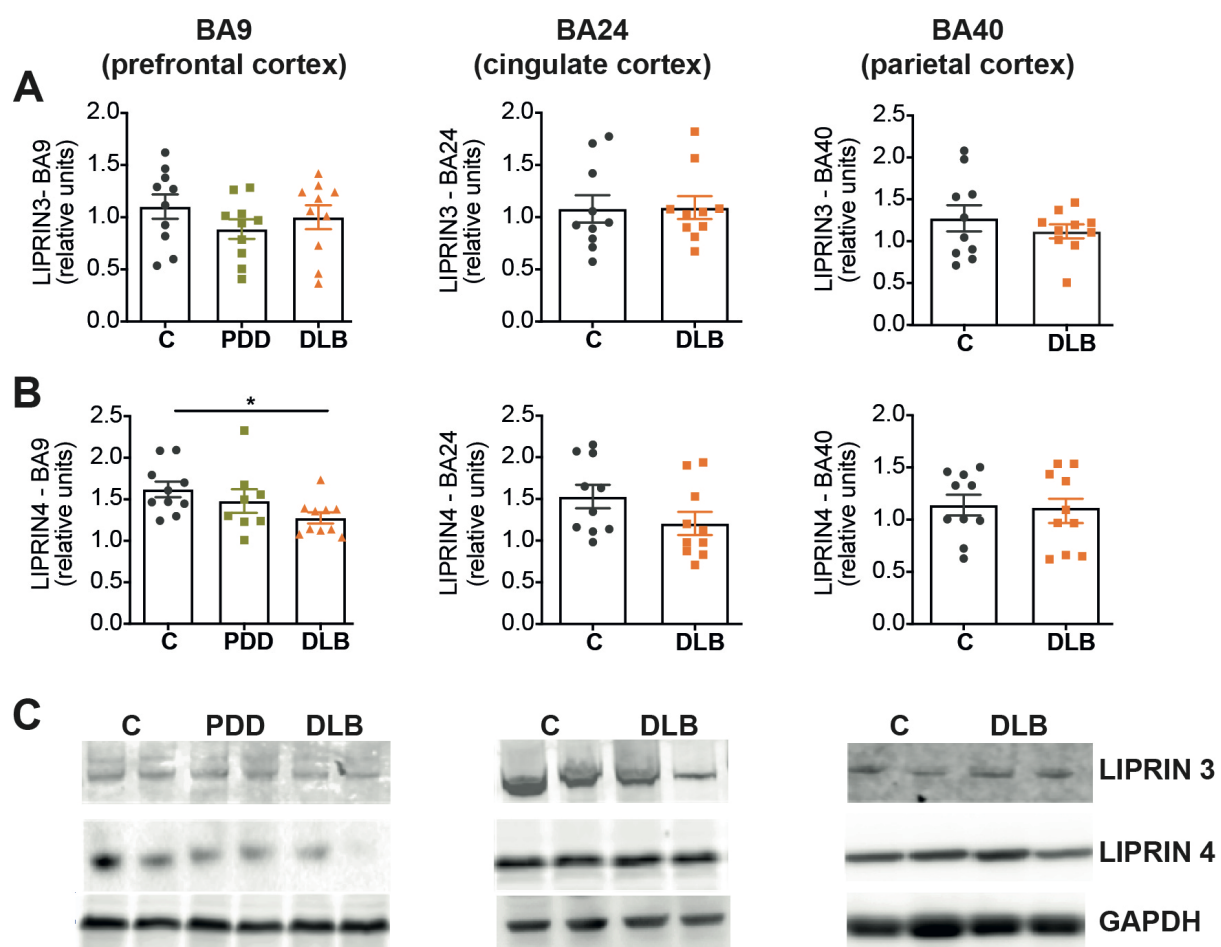 BA9
(prefrontal cortex)
BA24
(cingulate cortex)
BA40
(parietal cortex)
A
LIPRIN3- BA9
(relative units)
2.0
1.5
1.0
0.5
0.0
C PDD DLB
LIPRIN3 - BA24
(relative units)
2.0
1.5
1.0
0.5
0.0
C DLB
LIPRIN3 - BA40
(relative units)
2.5
2.0
1.5
1.0
0.5
0.0
C DLB
B
LIPRIN4 - BA9
(relative units)
2.5
2.0
1.5
1.0
0.5
0.0
*
C PDD DLB
LIPRIN4 - BA24
(relative units)
2.5
2.0
1.5
1.0
0.5
0.0
C DLB
LIPRIN4 - BA40
(relative units)
2.0
1.5
1.0
0.5
0.0
C DLB
C
C PDD DLB
C DLB
C DLB
LIPRIN 3
LIPRIN 4
GAPDH